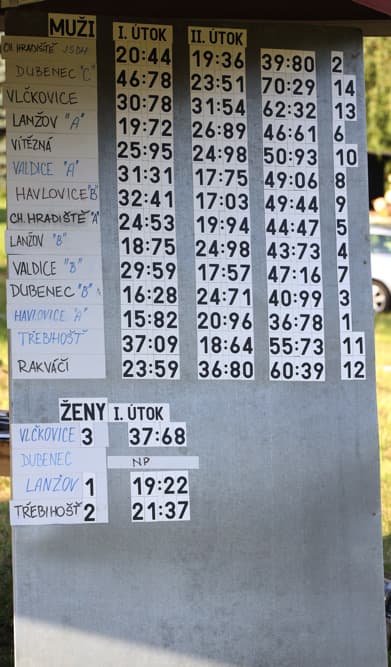 MUŽI I. ÚTOK II. ÚTOK
CH. HRADIŠTĚ JSDH 20:44 19:36 39:80 2
DUBENEC "C" 46:78 23:51 70:29 14
VLČKOVICE 30:78 31:54 62:32 13
LANŽOV "A" 19:72 26:89 46:61 6
VÍTĚZNÁ 25:95 24:98 50:93 10
VALDICE "A" 31:31 17:75 49:06 8
HAVLOVICE "B" 32:41 17:03 49:44 9
CH. HRADIŠTĚ "A" 24:53 19:94 44:47 5
LANŽOV "B" 18:75 24:98 43:73 4
VALDICE "B" 29:59 17:57 47:16 7
DUBENEC "B" 16:28 24:71 40:99 3
HAVLOVICE "A" 15:82 20:96 36:78 1
TŘEBIHOŠŤ 37:09 18:64 55:73 11
RAKVÁČI 23:59 36:80 60:39 12
ŽENY I. ÚTOK
VLČKOVICE 3 37:68
DUBENEC NP
LANŽOV 1 19:22
TŘEBIHOŠŤ 2 21:37